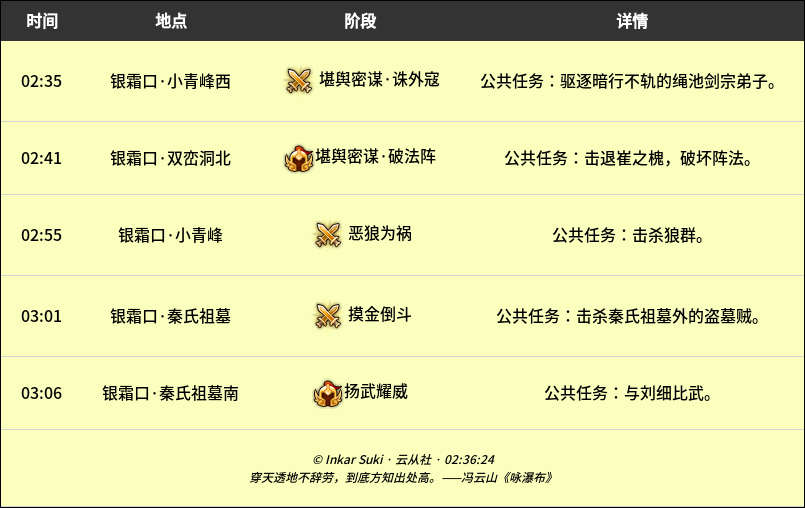 时间 地点 阶段 详情
02:35 银霜口·小青峰西 堪舆密谋·诛外寇 公共任务：驱逐暗行不轨的绳池剑宗弟子。
02:41 银霜口·双峦洞北 堪舆密谋·破法阵 公共任务：击退崔之槐，破坏阵法。
02:55 银霜口·小青峰 恶狼为祸 公共任务：击杀狼群。
03:01 银霜口·秦氏祖墓 摸金倒斗 公共任务：击杀秦氏祖墓外的盗墓贼。
03:06 银霜口·秦氏祖墓南 扬武耀威 公共任务：与刘细比武。
© Inkar Suki · 云从社 · 02:36:24
穿天透地不辞劳，到底方知出处高。——冯云山《咏瀑布》